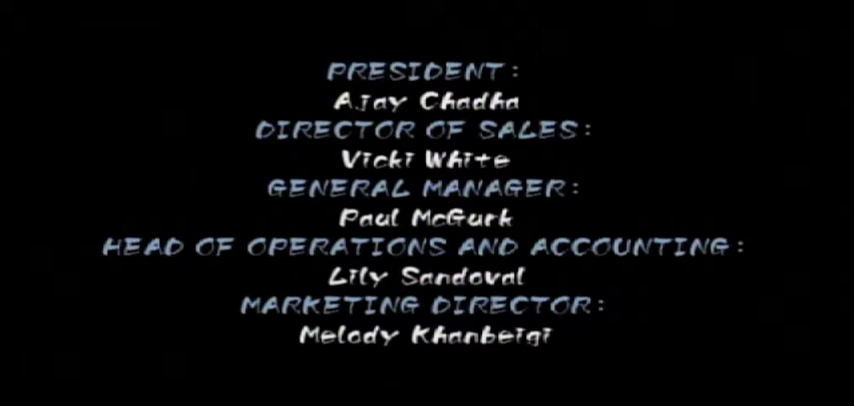 PRESIDENT:
Ajay Chadha
DIRECTOR OF SALES:
Vicki White
GENERAL MANAGER:
Paul McGurk
HEAD OF OPERATIONS AND ACCOUNTING:
Lily Sandoval
MARKETING DIRECTOR:
Melody Khanbeigi